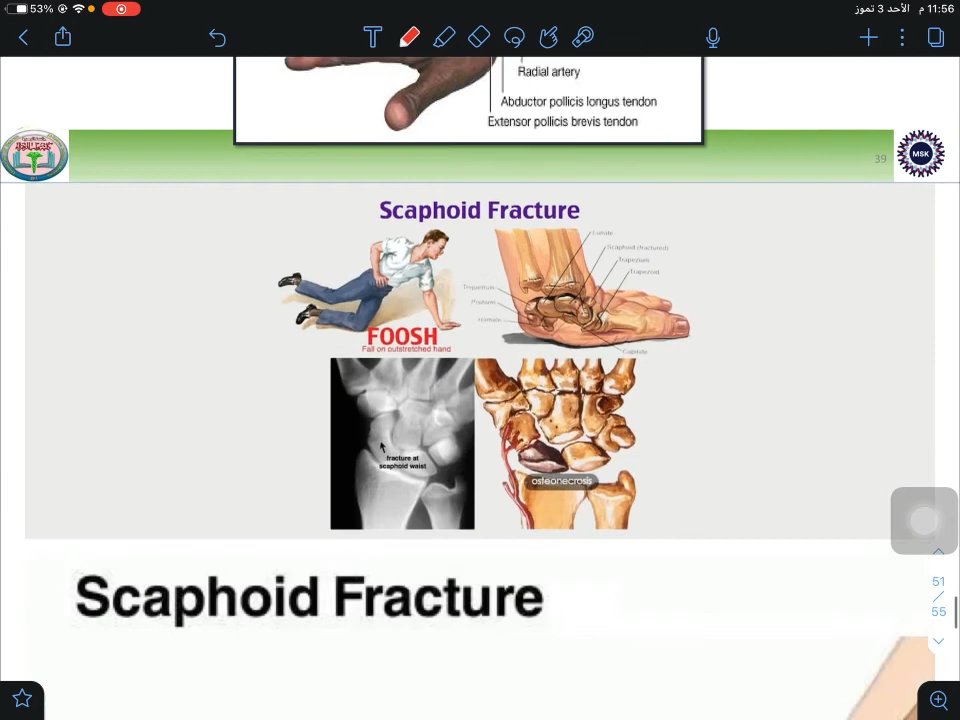 53%
11:56 م الأحد 3 تموز
Radial artery
Abductor pollicis longus tendon
Extensor pollicis brevis tendon
39
MSK
Scaphoid Fracture
Lunate
Scaphoid (fractured)
Trapezium
Trapezoid
Triquetrum
Pisiform
Hamate
Capitate
FOOSH
Fall on outstretched hand
fracture at
scaphoid waist
osteonecrosis
Scaphoid Fracture
51
/
55